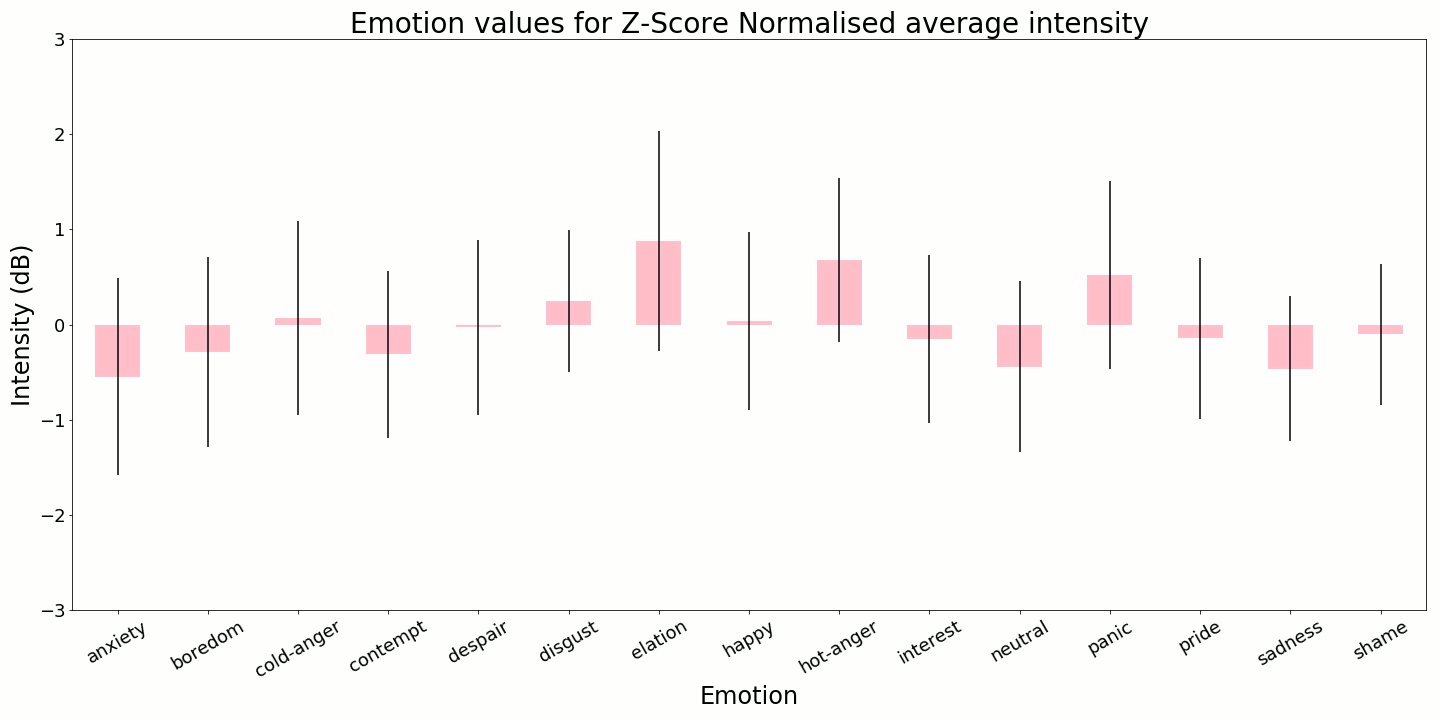 Emotion values for Z-Score Normalised average intensity
Intensity (dB)
3
2
1
0
−1
−2
−3
anxiety
boredom
cold-anger
contempt
despair
disgust
elation
happy
hot-anger
interest
neutral
panic
pride
sadness
shame
Emotion